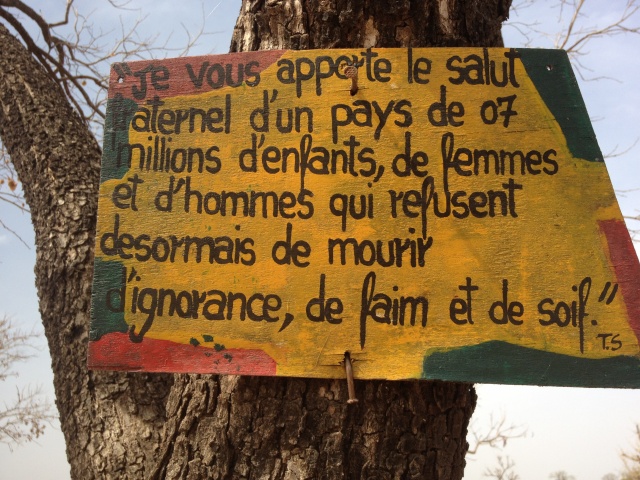 "je vous apporte le salut
fraternel d'un pays de 07
millions d'enfants, de femmes
et d'hommes qui refusent
desormais de mourir
d'ignorance, de faim et de soif."
T.S